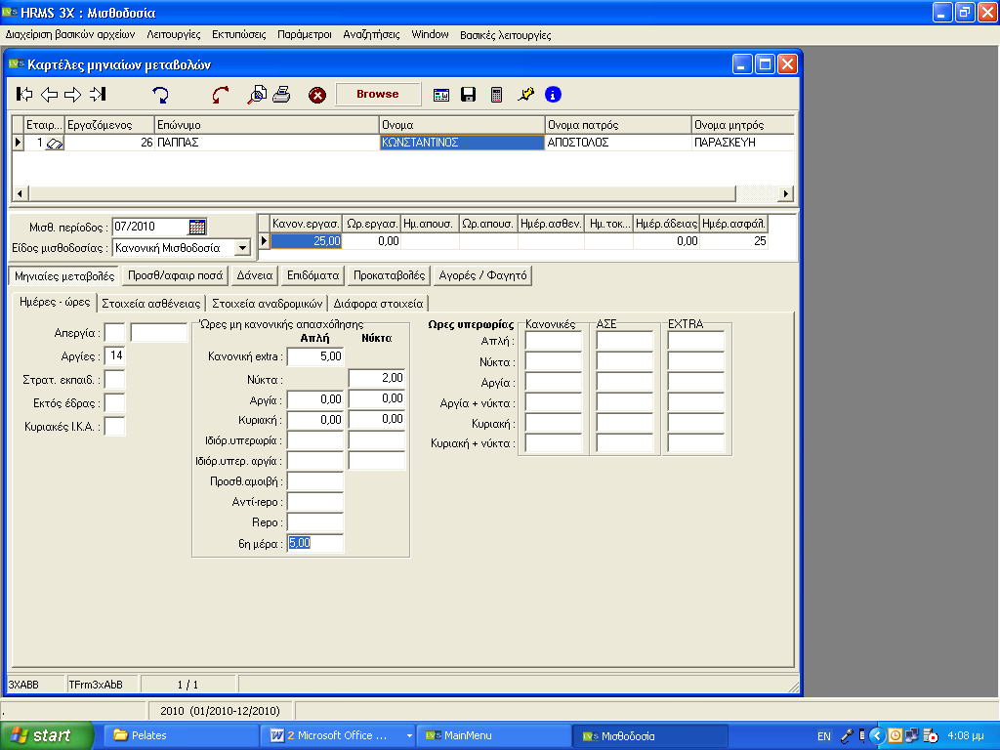 HRMS 3X : Μισθοδοσία
Διαχείριση βασικών αρχείων Λειτουργίες Εκτυπώσεις Παράμετροι Αναζητήσεις Window Βασικές λειτουργίες
Καρτέλες μηνιαίων μεταβολών
Browse
Εταιρ... Εργαζόμενος Επώνυμο Ονομα Ονομα πατρός Ονομα μητρός
1 26 ΠΑΠΠΑΣ ΚΩΝΣΤΑΝΤΙΝΟΣ ΑΠΟΣΤΟΛΟΣ ΠΑΡΑΣΚΕΥΗ
Μισθ. περίοδος : 07/2010 Κανον.εργασ. Ωρ.εργασ. Ημ.απουσ. Ωρ.απουσ. Ημέρ.ασθεν. Ημ.τοκ... Ημέρ.άδειας Ημέρ.ασφάλ.
Είδος μισθοδοσίας : Κανονική Μισθοδοσία 25,00 0,00 0,00 25
Μηνιαίες μεταβολές Προσθ/αφαιρ ποσά Δάνεια Επιδόματα Προκαταβολές Αγορές / Φαγητό
Ημέρες - ώρες Στοιχεία ασθένειας Στοιχεία αναδρομικών Διάφορα στοιχεία
Απεργία :
Αργίες : 14
Στρατ. εκπαιδ. :
Εκτός έδρας :
Κυριακές Ι.Κ.Α. :
Ώρες μη κανονικής απασχόλησης
Απλή Νύκτα
Κανονική extra : 5,00
Νύκτα : 2,00
Αργία : 0,00 0,00
Κυριακή : 0,00 0,00
Ιδιόρ.υπερωρία :
Ιδιόρ.υπερ. αργία :
Προσθ.αμοιβή :
Αντί-repo :
Repo :
6η μέρα : 5,00
Ωρες υπερωρίας Κανονικές ΑΣΕ EXTRA
Απλή :
Νύκτα :
Αργία :
Αργία + νύκτα :
Κυριακή :
Κυριακή + νύκτα :
3XABB TFrm3xAbB 1 / 1
. 2010 (01/2010-12/2010)
start Pelates 2 Microsoft Office ... MainMenu Μισθοδοσία EN 4:08 μμ